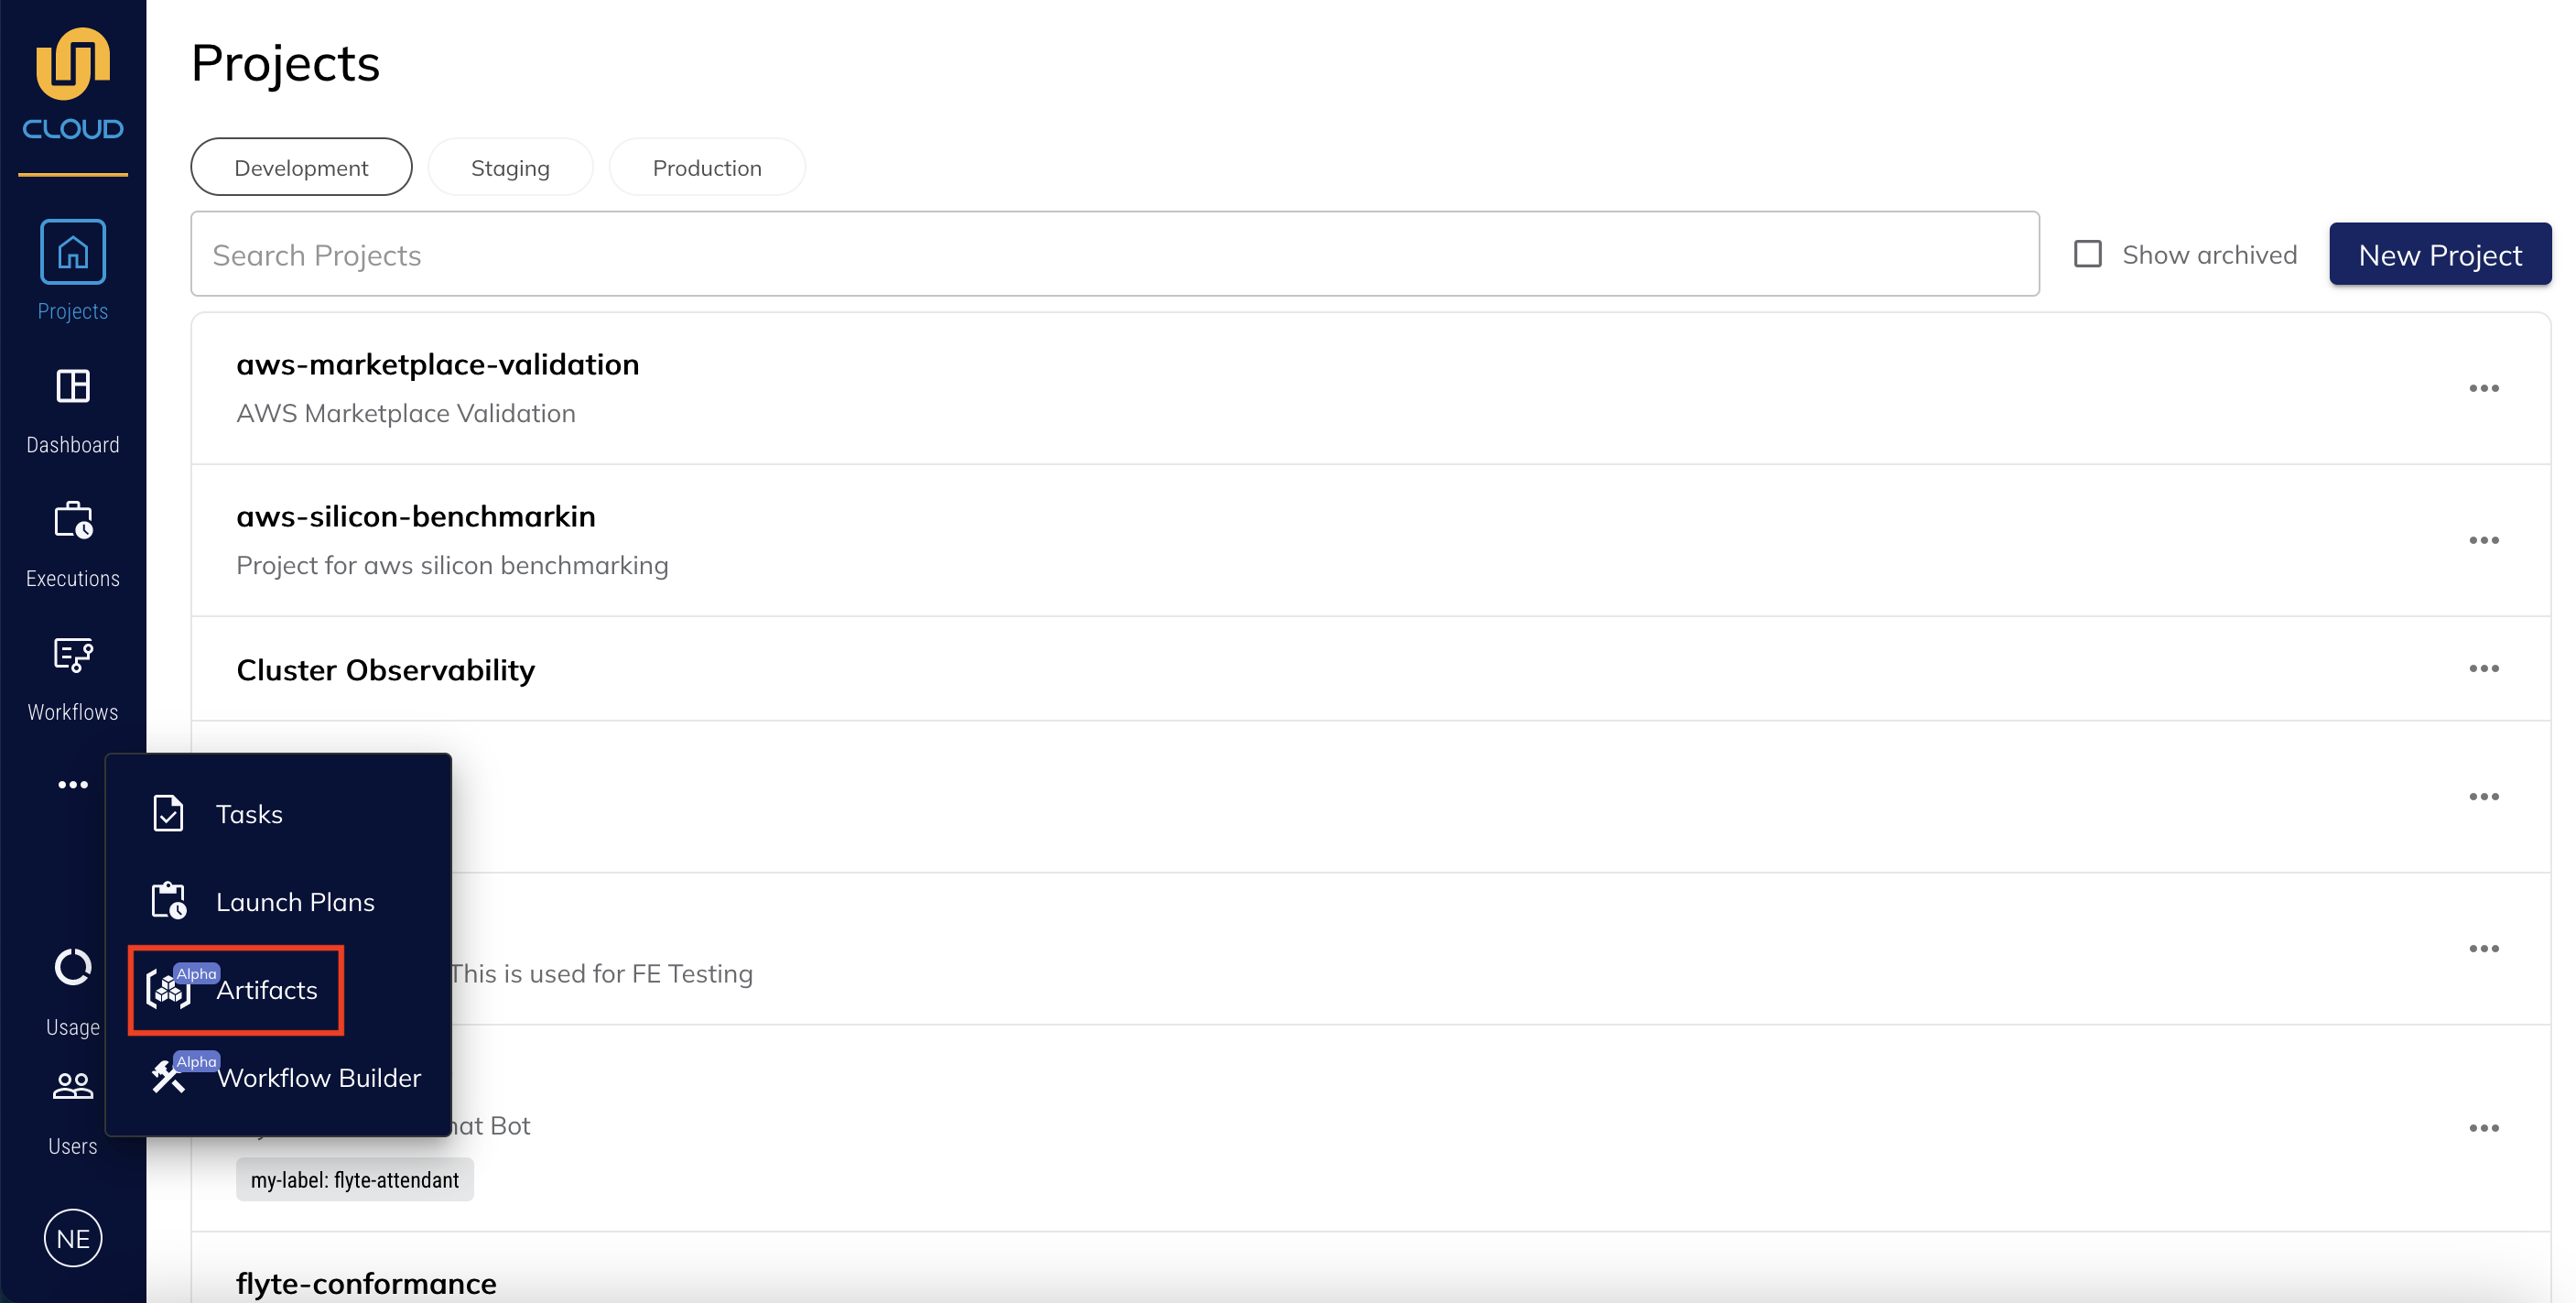 CLOUD
Projects
Dashboard
Executions
Workflows
Usage
Users
NE
Tasks
Launch Plans
Alpha
Artifacts
Alpha
Workflow Builder
Projects
Development
Staging
Production
Search Projects
Show archived
New Project
aws-marketplace-validation
AWS Marketplace Validation
aws-silicon-benchmarkin
Project for aws silicon benchmarking
Cluster Observability
This is used for FE Testing
Bot
my-label: flyte-attendant
flyte-conformance